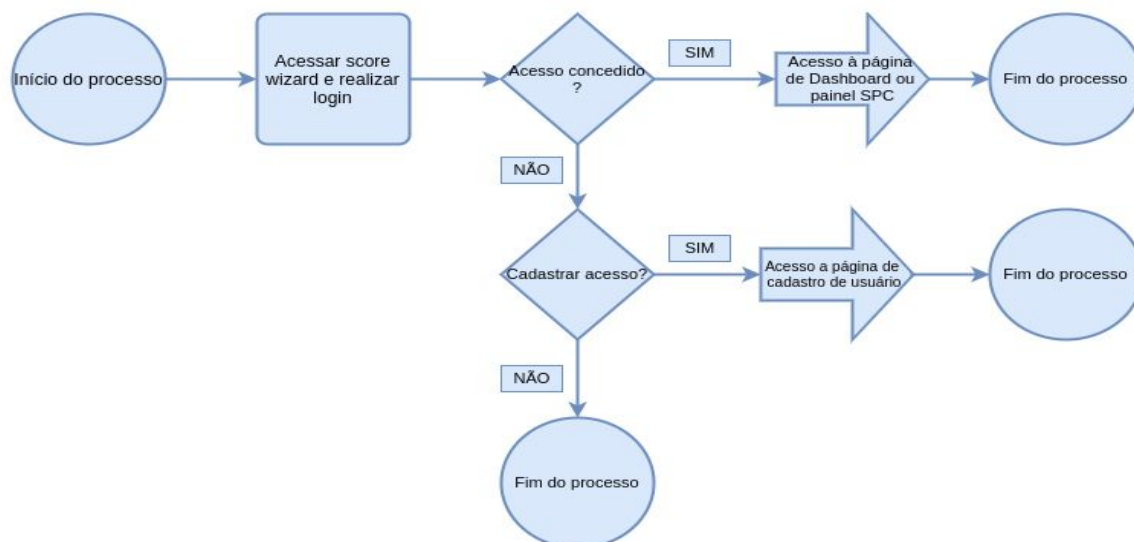 Início do processo
Acessar score
wizard e realizar
login
Acesso concedido
?
SIM
Acesso à página
de Dashboard ou
painel SPC
Fim do processo
NÃO
Cadastrar acesso?
SIM
Acesso a página de
cadastro de usuário
Fim do processo
NÃO
Fim do processo